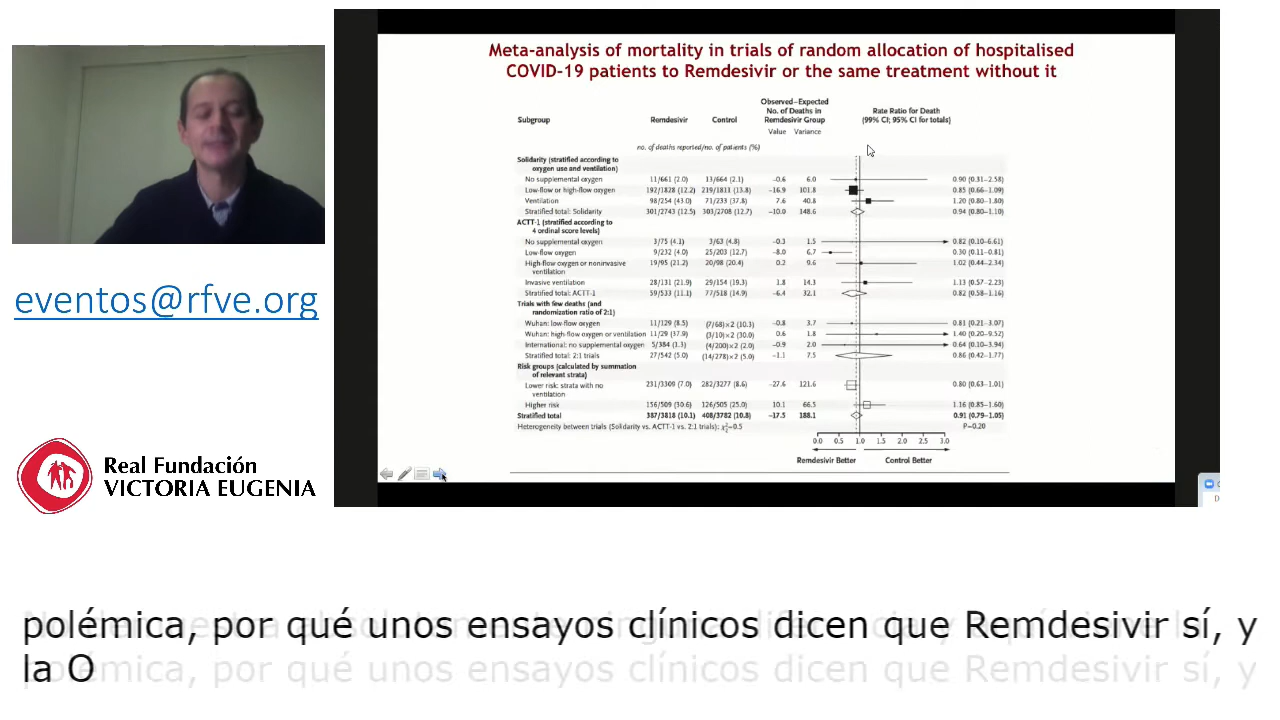 Meta-analysis of mortality in trials of random allocation of hospitalised
COVID-19 patients to Remdesivir or the same treatment without it
Subgroup Remdesivir Control Observed–Expected No. of Deaths in Remdesivir Group Rate Ratio for Death (99% CI; 95% CI for totals)
Value Variance
no. of deaths reported/no. of patients (%)
Solidarity (stratified according to
oxygen use and ventilation)
No supplemental oxygen 11/661 (2.0) 13/664 (2.1) −0.6 6.0 0.90 (0.31–2.58)
Low-flow or high-flow oxygen 192/1828 (12.2) 219/1811 (13.8) −16.9 101.8 0.85 (0.66–1.09)
Ventilation 98/254 (43.0) 71/233 (37.8) 7.6 40.8 1.20 (0.80–1.80)
Stratified total: Solidarity 301/2743 (12.5) 303/2708 (12.7) −10.0 148.6 0.94 (0.80–1.10)
ACTT-1 (stratified according to
4 ordinal score levels)
No supplemental oxygen 3/75 (4.1) 3/63 (4.8) −0.3 1.5 0.82 (0.10–6.61)
Low-flow oxygen 9/232 (4.0) 25/203 (12.7) −8.0 6.7 0.30 (0.11–0.81)
High-flow oxygen or noninvasive
ventilation 19/95 (21.2) 20/98 (20.4) 0.2 9.6 1.02 (0.44–2.34)
Invasive ventilation 28/131 (21.9) 29/154 (19.3) 1.8 14.3 1.13 (0.57–2.23)
Stratified total: ACTT-1 59/533 (11.1) 77/518 (14.9) −6.4 32.1 0.82 (0.58–1.16)
Trials with few deaths (and
randomization ratio of 2:1)
Wuhan: low-flow oxygen 11/129 (8.5) (7/68)×2 (10.3) −0.8 3.7 0.81 (0.21–3.07)
Wuhan: high-flow oxygen or ventilation 11/29 (37.9) (3/10)×2 (30.0) 0.6 1.8 1.40 (0.20–9.52)
International: no supplemental oxygen 5/384 (1.3) (4/200)×2 (2.0) −0.9 2.0 0.64 (0.10–3.94)
Stratified total: 2:1 trials 27/542 (5.0) (14/278)×2 (5.0) −1.1 7.5 0.86 (0.42–1.77)
Risk groups (calculated by summation
of relevant strata)
Lower risk: strata with no
ventilation 231/3309 (7.0) 282/3277 (8.6) −27.6 121.6 0.80 (0.63–1.01)
Higher risk 156/509 (30.6) 126/505 (25.0) 10.1 66.5 1.16 (0.85–1.60)
Stratified total 387/3818 (10.1) 408/3782 (10.8) −17.5 188.1 0.91 (0.79–1.05)
Heterogeneity between trials (Solidarity vs. ACTT-1 vs. 2:1 trials): χ²₂=0.5 P=0.20
0.0 0.5 1.0 1.5 2.0 2.5 3.0
Remdesivir Better Control Better
eventos@rfve.org
Real Fundación
VICTORIA EUGENIA
polémica, por qué unos ensayos clínicos dicen que Remdesivir sí, y
la O